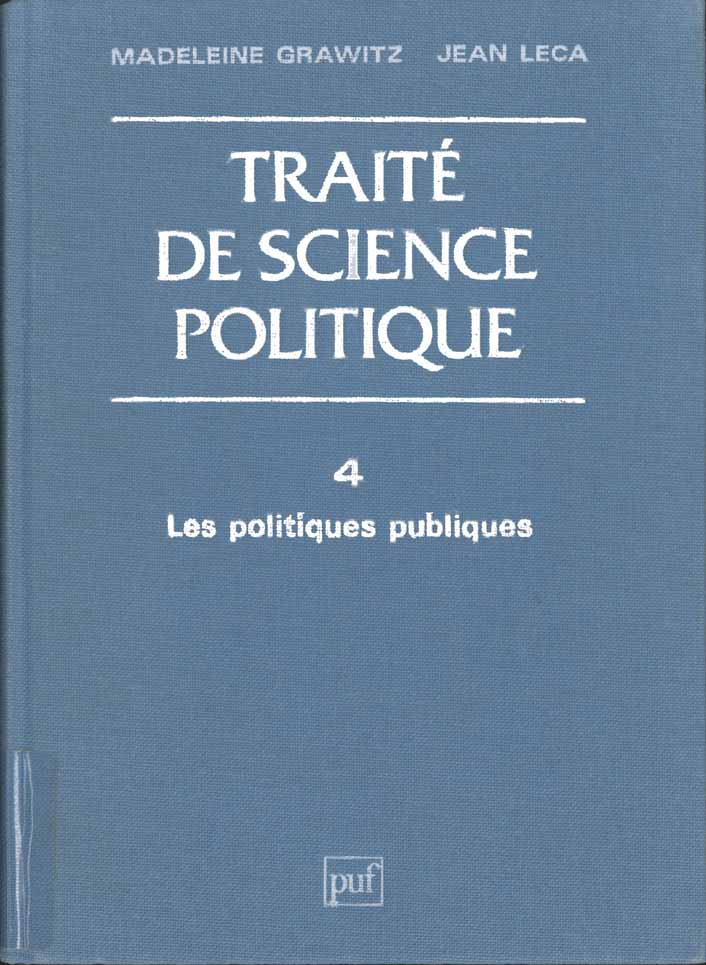 MADELEINE GRAWITZ JEAN LECA
TRAITÉ
DE SCIENCE
POLITIQUE
4
Les politiques publiques
puf